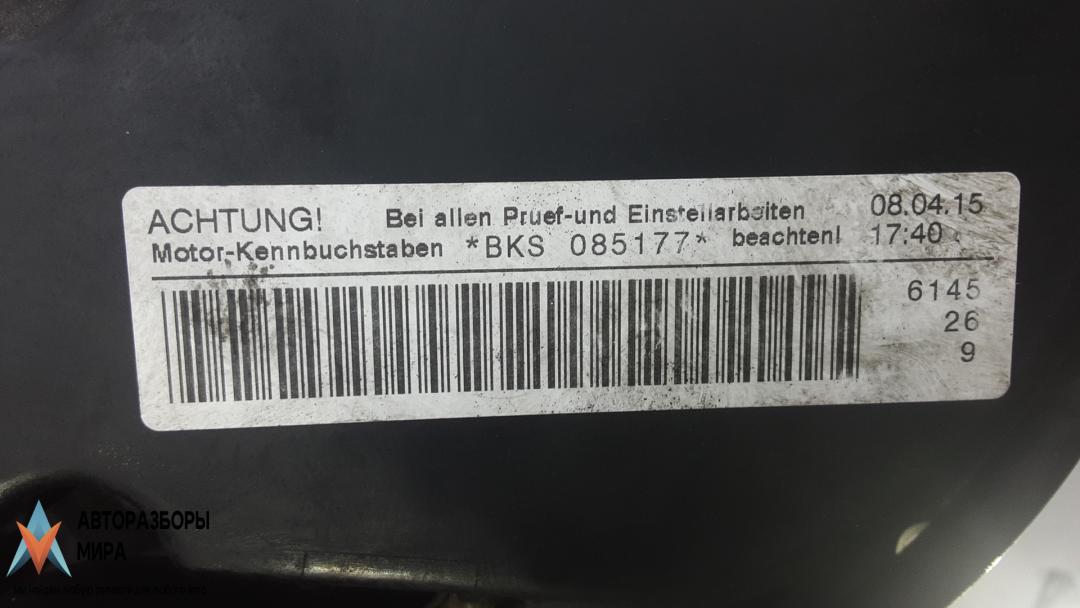 ACHTUNG! Bei allen Pruef-und Einstellarbeiten 08.04.15
Motor-Kennbuchstaben *BKS 085177* beachten! 17:40
6145
26
9
АВТОРАЗБОРЫ
МИРА